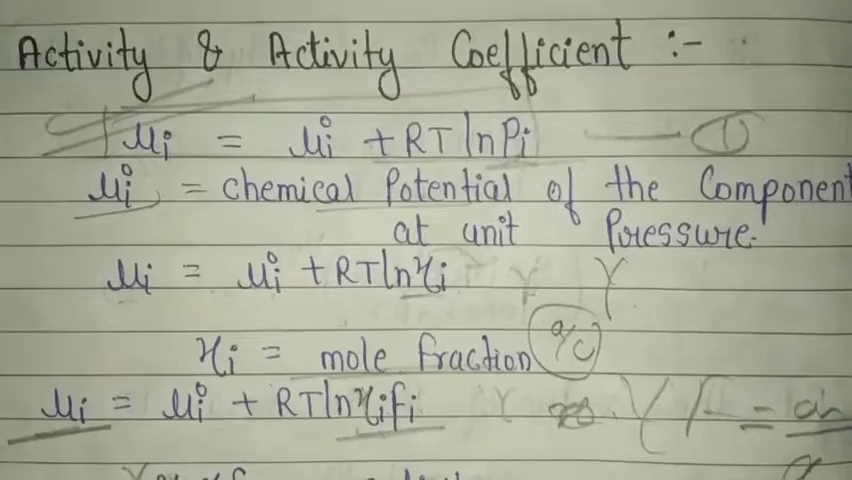 Activity & Activity Coefficient :-
μi = μi° + RT ln Pi —— ①
μi° = chemical Potential of the Component
at unit Pressure.
μi = μi° + RT ln xi γ γ
xi = mole fraction a/c
μi = μi° + RT ln xi fi